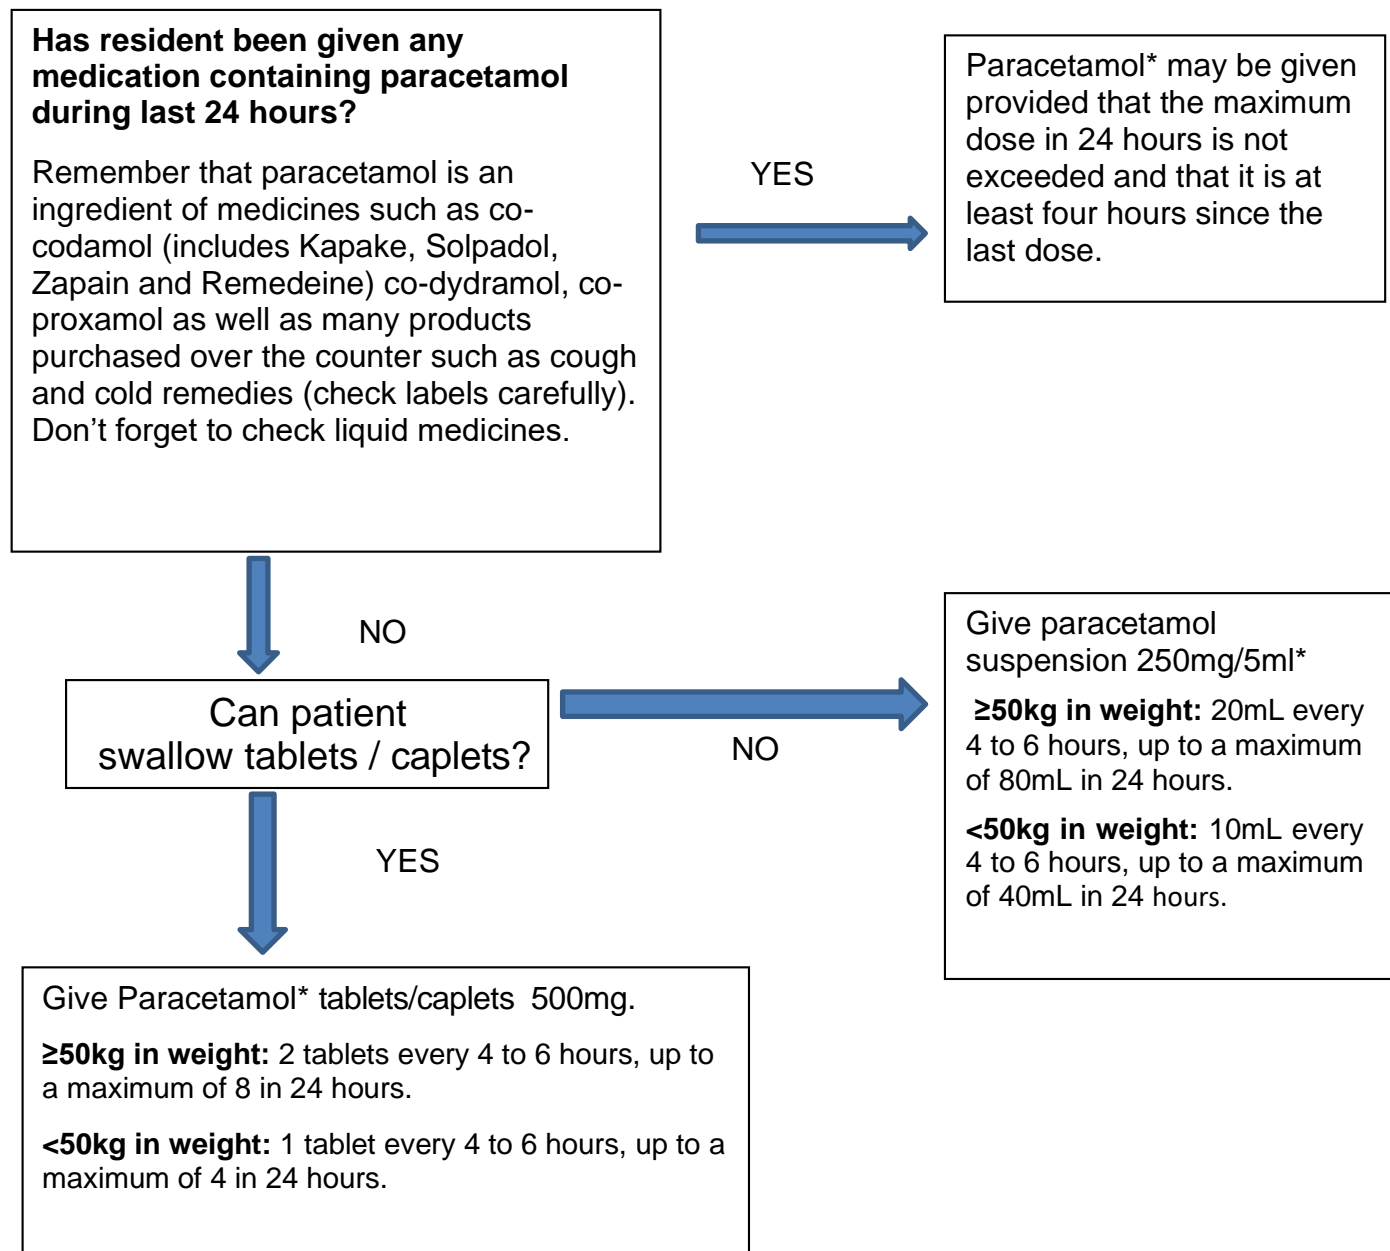 Has resident been given any
medication containing paracetamol
during last 24 hours?
Remember that paracetamol is an
ingredient of medicines such as co-
codamol (includes Kapake, Solpadol,
Zapain and Remedeine) co-dydramol, co-
proxamol as well as many products
purchased over the counter such as cough
and cold remedies (check labels carefully).
Don’t forget to check liquid medicines.
YES
Paracetamol* may be given
provided that the maximum
dose in 24 hours is not
exceeded and that it is at
least four hours since the
last dose.
NO
Can patient
swallow tablets / caplets?
NO
Give paracetamol
suspension 250mg/5ml*
≥50kg in weight: 20mL every
4 to 6 hours, up to a maximum
of 80mL in 24 hours.
<50kg in weight: 10mL every
4 to 6 hours, up to a maximum
of 40mL in 24 hours.
YES
Give Paracetamol* tablets/caplets 500mg.
≥50kg in weight: 2 tablets every 4 to 6 hours, up to
a maximum of 8 in 24 hours.
<50kg in weight: 1 tablet every 4 to 6 hours, up to a
maximum of 4 in 24 hours.